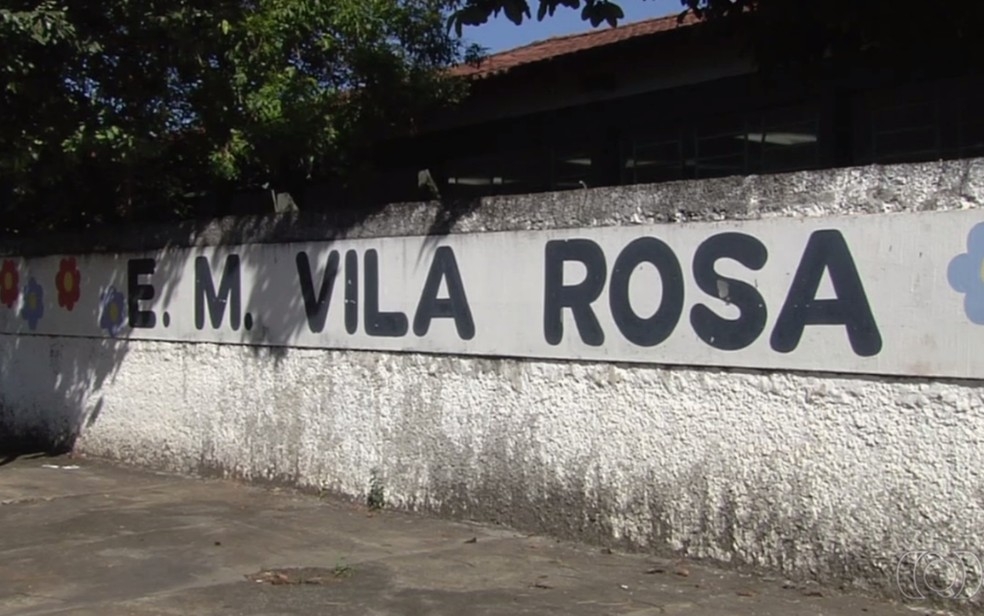 E. M. VILA ROSA